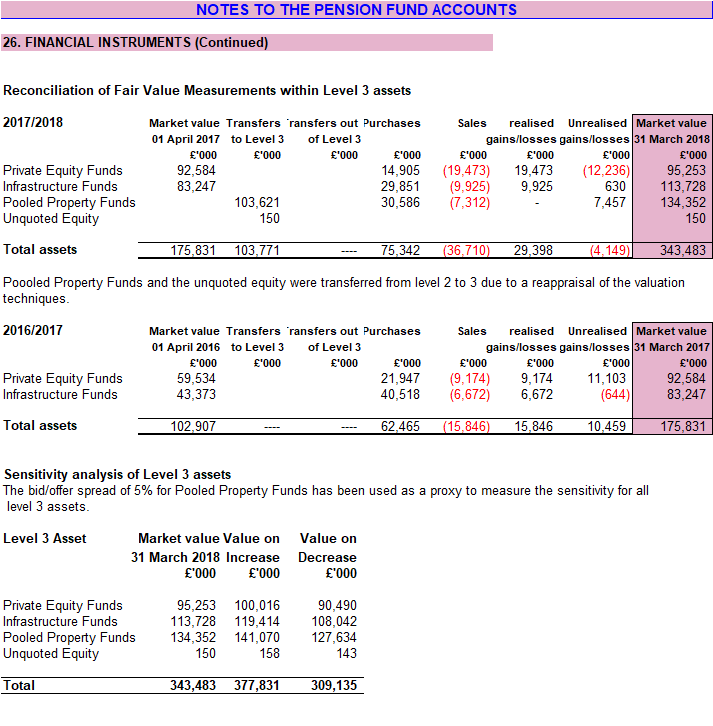 NOTES TO THE PENSION FUND ACCOUNTS
26. FINANCIAL INSTRUMENTS (Continued)
Reconciliation of Fair Value Measurements within Level 3 assets
2017/2018 Market value Transfers ransfers out Purchases Sales realised Unrealised Market value
01 April 2017 to Level 3 of Level 3 gains/losses gains/losses 31 March 2018
£'000 £'000 £'000 £'000 £'000 £'000 £'000 £'000
Private Equity Funds 92,584 14,905 (19,473) 19,473 (12,236) 95,253
Infrastructure Funds 83,247 29,851 (9,925) 9,925 630 113,728
Pooled Property Funds 103,621 30,586 (7,312) - 7,457 134,352
Unquoted Equity 150 150
Total assets 175,831 103,771 ---- 75,342 (36,710) 29,398 (4,149) 343,483
Poooled Property Funds and the unquoted equity were transferred from level 2 to 3 due to a reappraisal of the valuation
techniques.
2016/2017 Market value Transfers ransfers out Purchases Sales realised Unrealised Market value
01 April 2016 to Level 3 of Level 3 gains/losses gains/losses 31 March 2017
£'000 £'000 £'000 £'000 £'000 £'000 £'000 £'000
Private Equity Funds 59,534 21,947 (9,174) 9,174 11,103 92,584
Infrastructure Funds 43,373 40,518 (6,672) 6,672 (644) 83,247
Total assets 102,907 ---- ---- 62,465 (15,846) 15,846 10,459 175,831
Sensitivity analysis of Level 3 assets
The bid/offer spread of 5% for Pooled Property Funds has been used as a proxy to measure the sensitivity for all
level 3 assets.
Level 3 Asset Market value Value on Value on
31 March 2018 Increase Decrease
£'000 £'000 £'000
Private Equity Funds 95,253 100,016 90,490
Infrastructure Funds 113,728 119,414 108,042
Pooled Property Funds 134,352 141,070 127,634
Unquoted Equity 150 158 143
Total 343,483 377,831 309,135